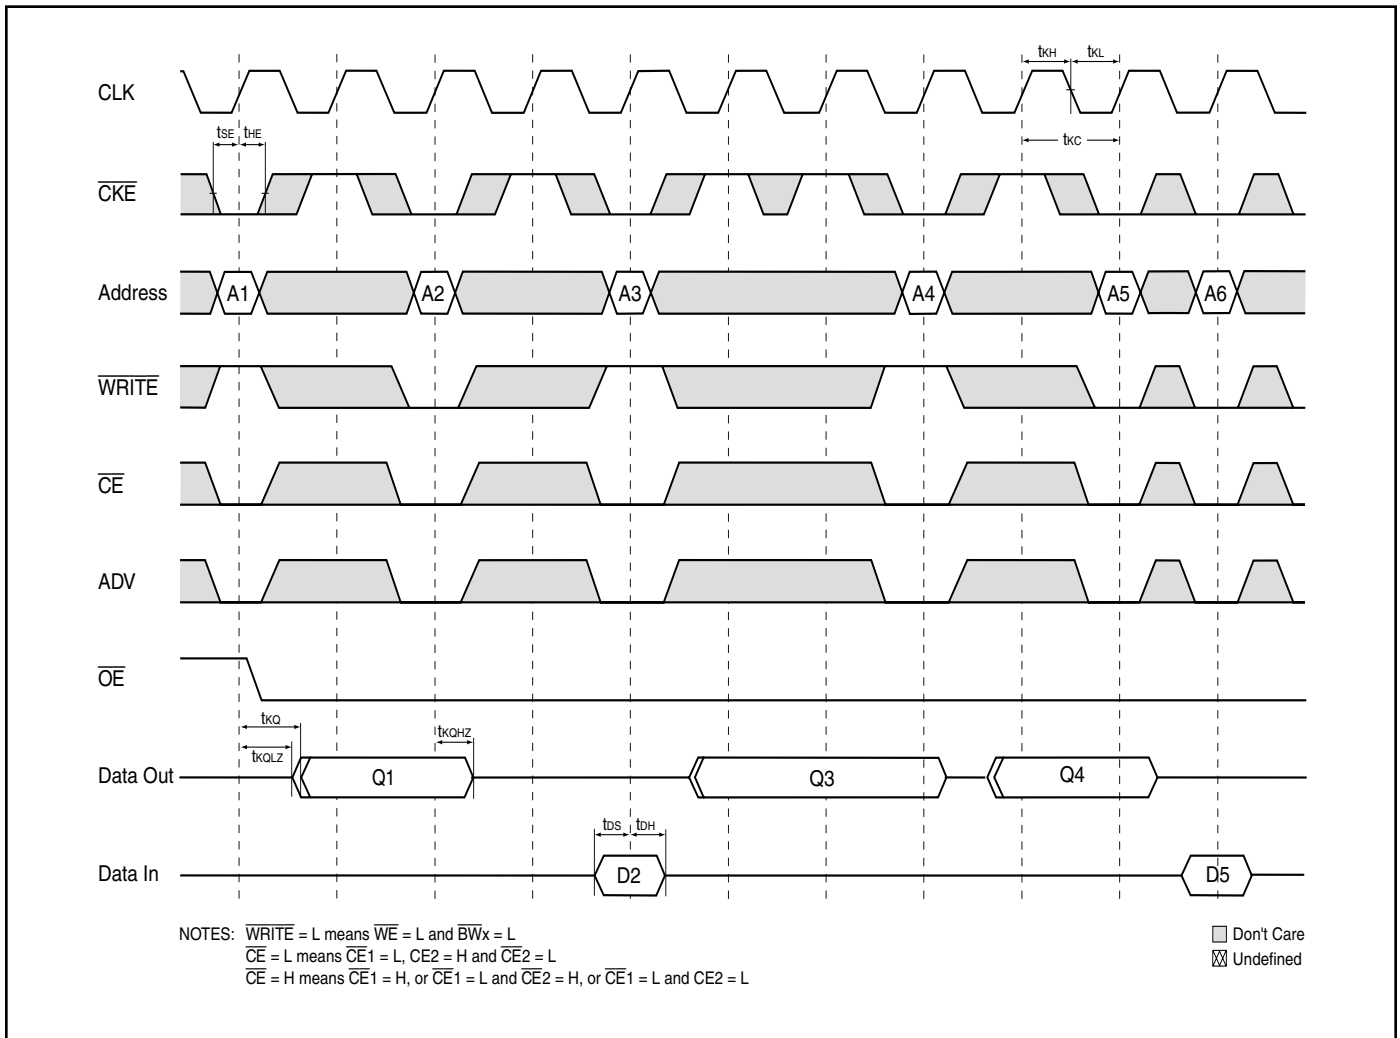 tKH tKL
CLK
tSE tHE
tKC
CKE
Address A1 A2 A3 A4 A5 A6
WRITE
CE
ADV
OE
tKQ
tKQHZ
tKQLZ
Data Out Q1 Q3 Q4
tDS tDH
Data In D2 D5
NOTES: WRITE = L means WE = L and BWx = L
CE = L means CE1 = L, CE2 = H and CE2 = L
CE = H means CE1 = H, or CE1 = L and CE2 = H, or CE1 = L and CE2 = L
Don't Care
Undefined